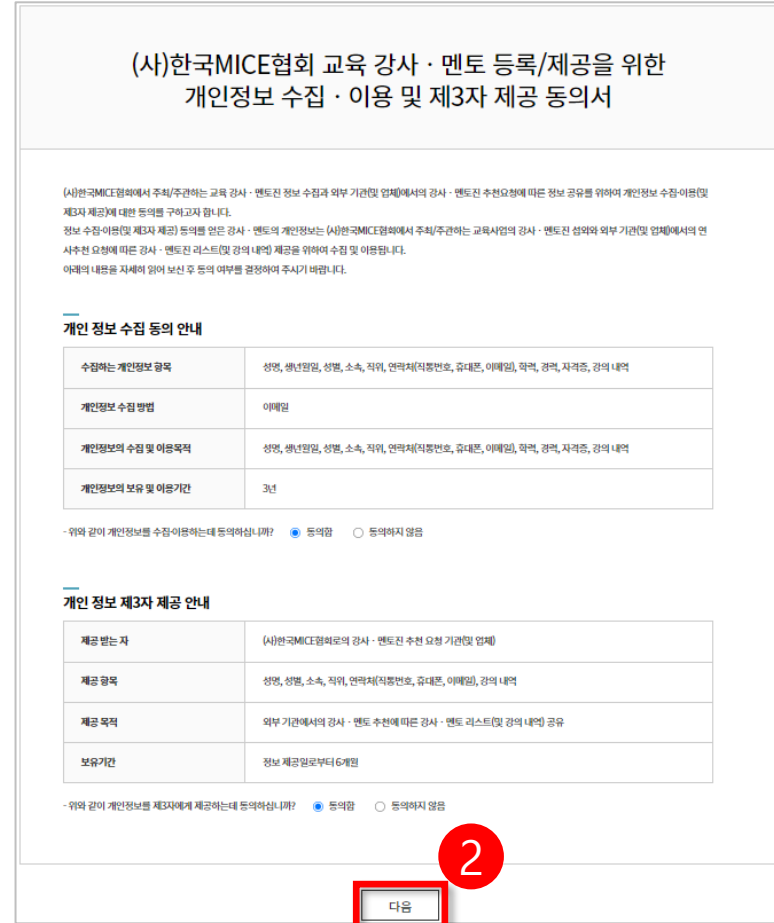 (사)한국MICE협회 교육 강사 · 멘토 등록/제공을 위한
개인정보 수집 · 이용 및 제3자 제공 동의서
(사)한국MICE협회에서 주최/주관하는 교육 강사 · 멘토진 정보 수집과 외부 기관(및 업체)에서의 강사 · 멘토진 추천요청에 따른 정보 공유를 위하여 개인정보 수집·이용(및
제3자 제공)에 대한 동의를 구하고자 합니다.
정보 수집·이용(및 제3자 제공) 동의를 얻은 강사 · 멘토의 개인정보는 (사)한국MICE협회에서 주최/주관하는 교육사업의 강사 · 멘토진 섭외와 외부 기관(및 업체)에서의 연
사추천 요청에 따른 강사 · 멘토진 리스트(및 강의 내역) 제공을 위하여 수집 및 이용됩니다.
아래의 내용을 자세히 읽어 보신 후 동의 여부를 결정하여 주시기 바랍니다.
개인 정보 수집 동의 안내
수집하는 개인정보 항목 성명, 생년월일, 성별, 소속, 직위, 연락처(직통번호, 휴대폰, 이메일), 학력, 경력, 자격증, 강의 내역
개인정보 수집 방법 이메일
개인정보의 수집 및 이용목적 성명, 생년월일, 성별, 소속, 직위, 연락처(직통번호, 휴대폰, 이메일), 학력, 경력, 자격증, 강의 내역
개인정보의 보유 및 이용기간 3년
- 위와 같이 개인정보를 수집·이용하는데 동의하십니까? 동의함 동의하지 않음
개인 정보 제3자 제공 안내
제공 받는 자 (사)한국MICE협회로의 강사 · 멘토진 추천 요청 기관(및 업체)
제공 항목 성명, 성별, 소속, 직위, 연락처(직통번호, 휴대폰, 이메일), 강의 내역
제공 목적 외부 기관에서의 강사 · 멘토 추천에 따른 강사 · 멘토 리스트(및 강의 내역) 공유
보유기간 정보 제공일로부터 6개월
- 위와 같이 개인정보를 제3자에게 제공하는데 동의하십니까? 동의함 동의하지 않음
2
다음